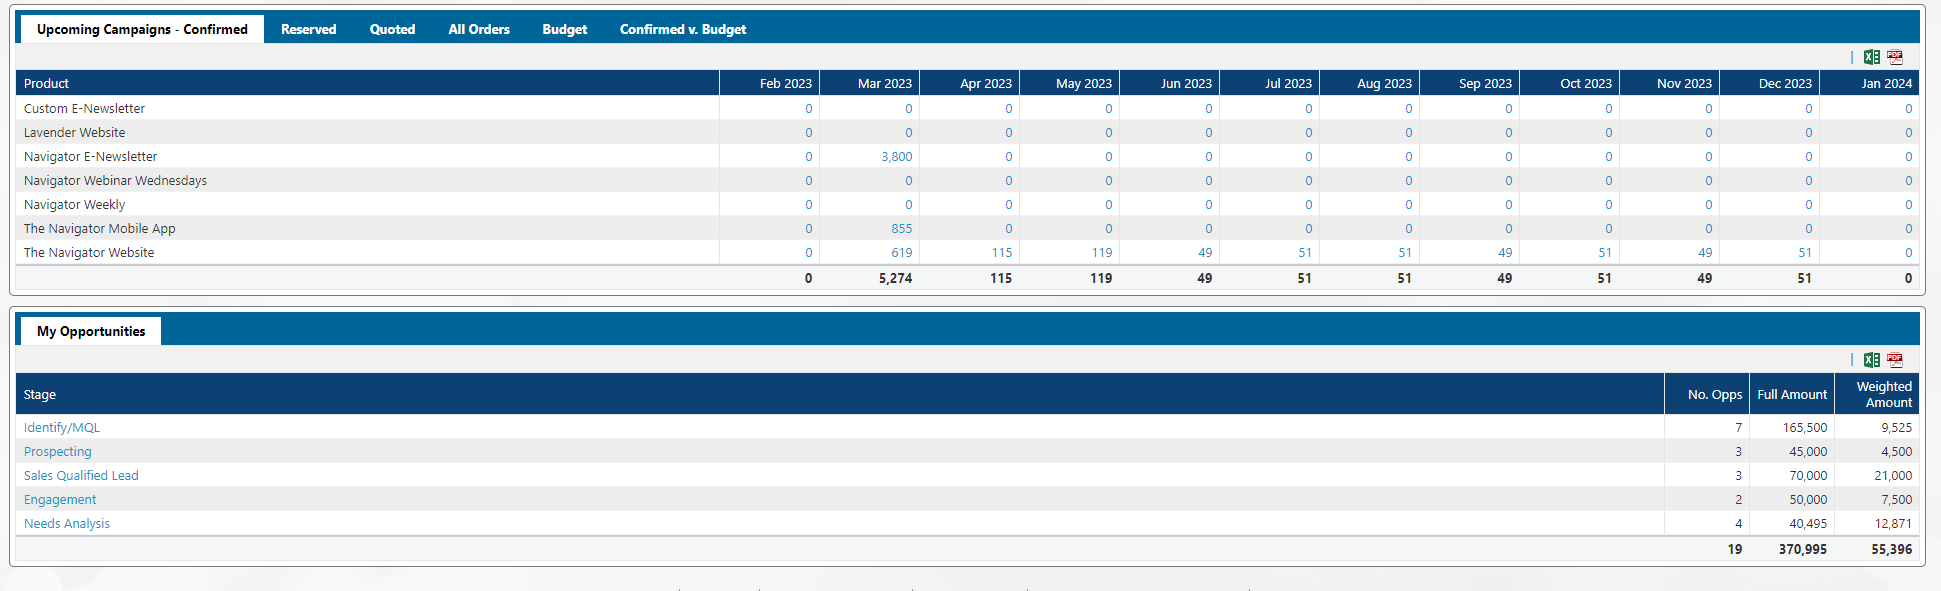 Upcoming Campaigns - Confirmed Reserved Quoted All Orders Budget Confirmed v. Budget
Product Feb 2023 Mar 2023 Apr 2023 May 2023 Jun 2023 Jul 2023 Aug 2023 Sep 2023 Oct 2023 Nov 2023 Dec 2023 Jan 2024
Custom E-Newsletter 0 0 0 0 0 0 0 0 0 0 0 0
Lavender Website 0 0 0 0 0 0 0 0 0 0 0 0
Navigator E-Newsletter 0 3,800 0 0 0 0 0 0 0 0 0 0
Navigator Webinar Wednesdays 0 0 0 0 0 0 0 0 0 0 0 0
Navigator Weekly 0 0 0 0 0 0 0 0 0 0 0 0
The Navigator Mobile App 0 855 0 0 0 0 0 0 0 0 0 0
The Navigator Website 0 619 115 119 49 51 51 49 51 49 51 0
0 5,274 115 119 49 51 51 49 51 49 51 0
My Opportunities
Stage No. Opps Full Amount Weighted Amount
Identify/MQL 7 165,500 9,525
Prospecting 3 45,000 4,500
Sales Qualified Lead 3 70,000 21,000
Engagement 2 50,000 7,500
Needs Analysis 4 40,495 12,871
19 370,995 55,396